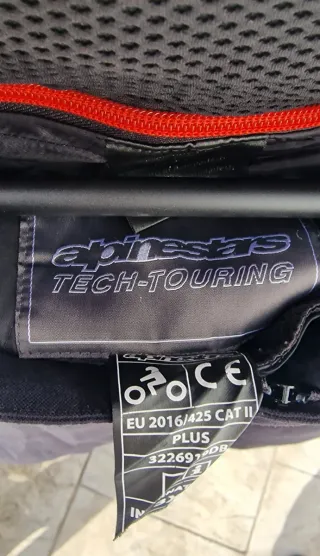 alpinestars
TECH-TOURING
CE
EU 2016/425 CAT II
PLUS